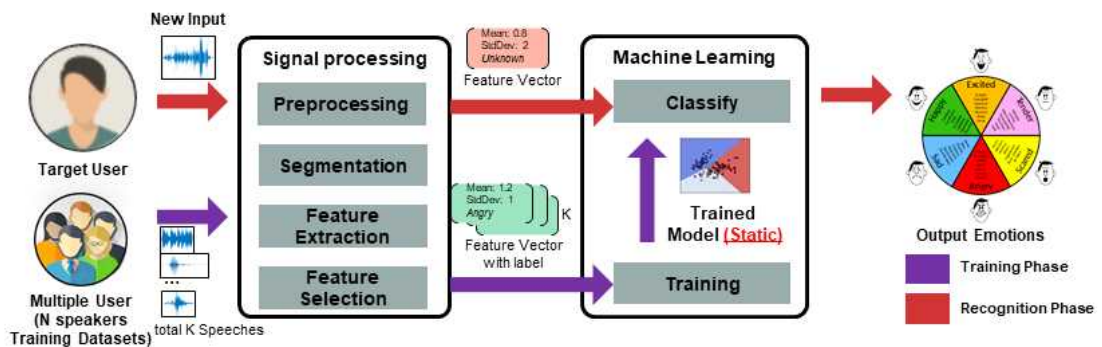 New Input
Target User
Multiple User
(N speakers
Training Datasets)
...
total K Speeches
Signal processing
Preprocessing
Segmentation
Feature
Extraction
Feature
Selection
Mean: 0.8
StdDev: 2
Unknown
Feature Vector
Mean: 1.2
StdDev: 1
Angry
K
Feature Vector
with label
Machine Learning
Classify
Trained
Model (Static)
Training
Excited
Tender
Scared
Angry
Sad
Happy
Output Emotions
Training Phase
Recognition Phase